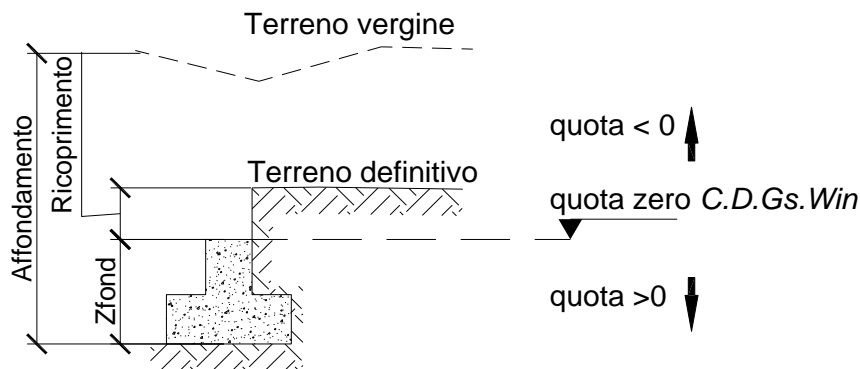 Terreno vergine
Affondamento
Ricoprimento
quota < 0
Terreno definitivo
quota zero C.D.Gs.Win
Zfond
quota >0